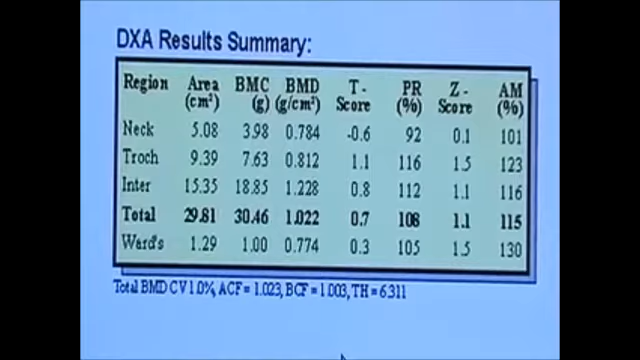 DXA Results Summary:
Region Area (cm²) BMC (g) BMD (g/cm²) T - Score PR (%) Z - Score AM (%)
Neck 5.08 3.98 0.784 -0.6 92 0.1 101
Troch 9.39 7.63 0.812 1.1 116 1.5 123
Inter 15.35 18.85 1.228 0.8 112 1.1 116
Total 29.81 30.46 1.022 0.7 108 1.1 115
Ward's 1.29 1.00 0.774 0.3 105 1.5 130
Total BMD CV 1.0%, ACF = 1.023, BCF = 1.003, TH = 6.311